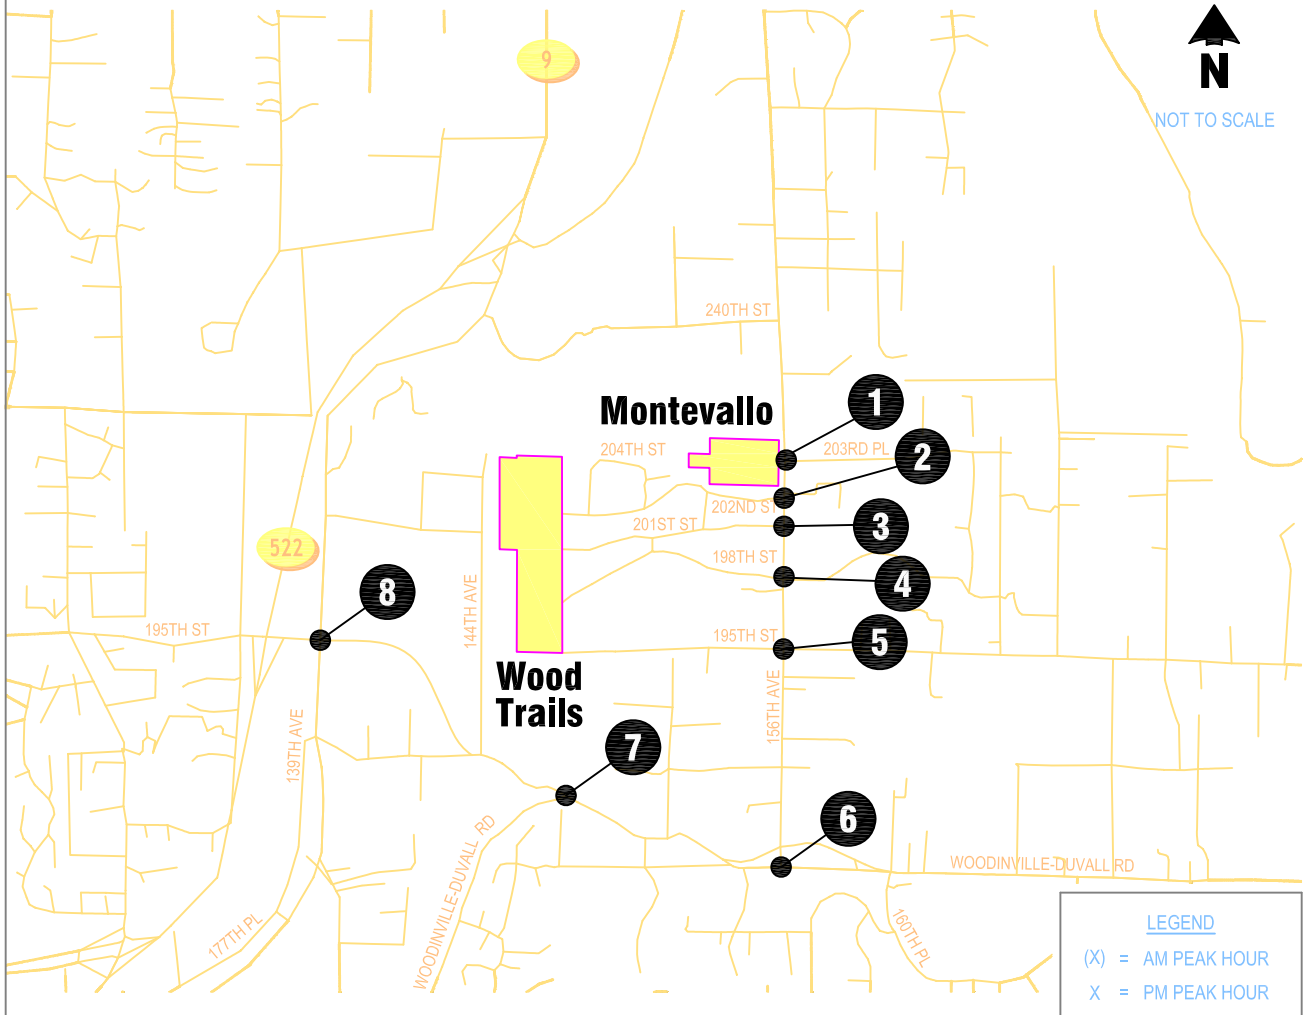 9
N
NOT TO SCALE
240TH ST
1
Montevallo
204TH ST
203RD PL
2
202ND ST
201ST ST
3
522
198TH ST
4
8
144TH AVE
195TH ST
195TH ST
5
Wood
Trails
156TH AVE
139TH AVE
7
6
WOODINVILLE-DUVALL RD
WOODINVILLE-DUVALL RD
177TH PL
160TH PL
LEGEND
(X) = AM PEAK HOUR
X = PM PEAK HOUR